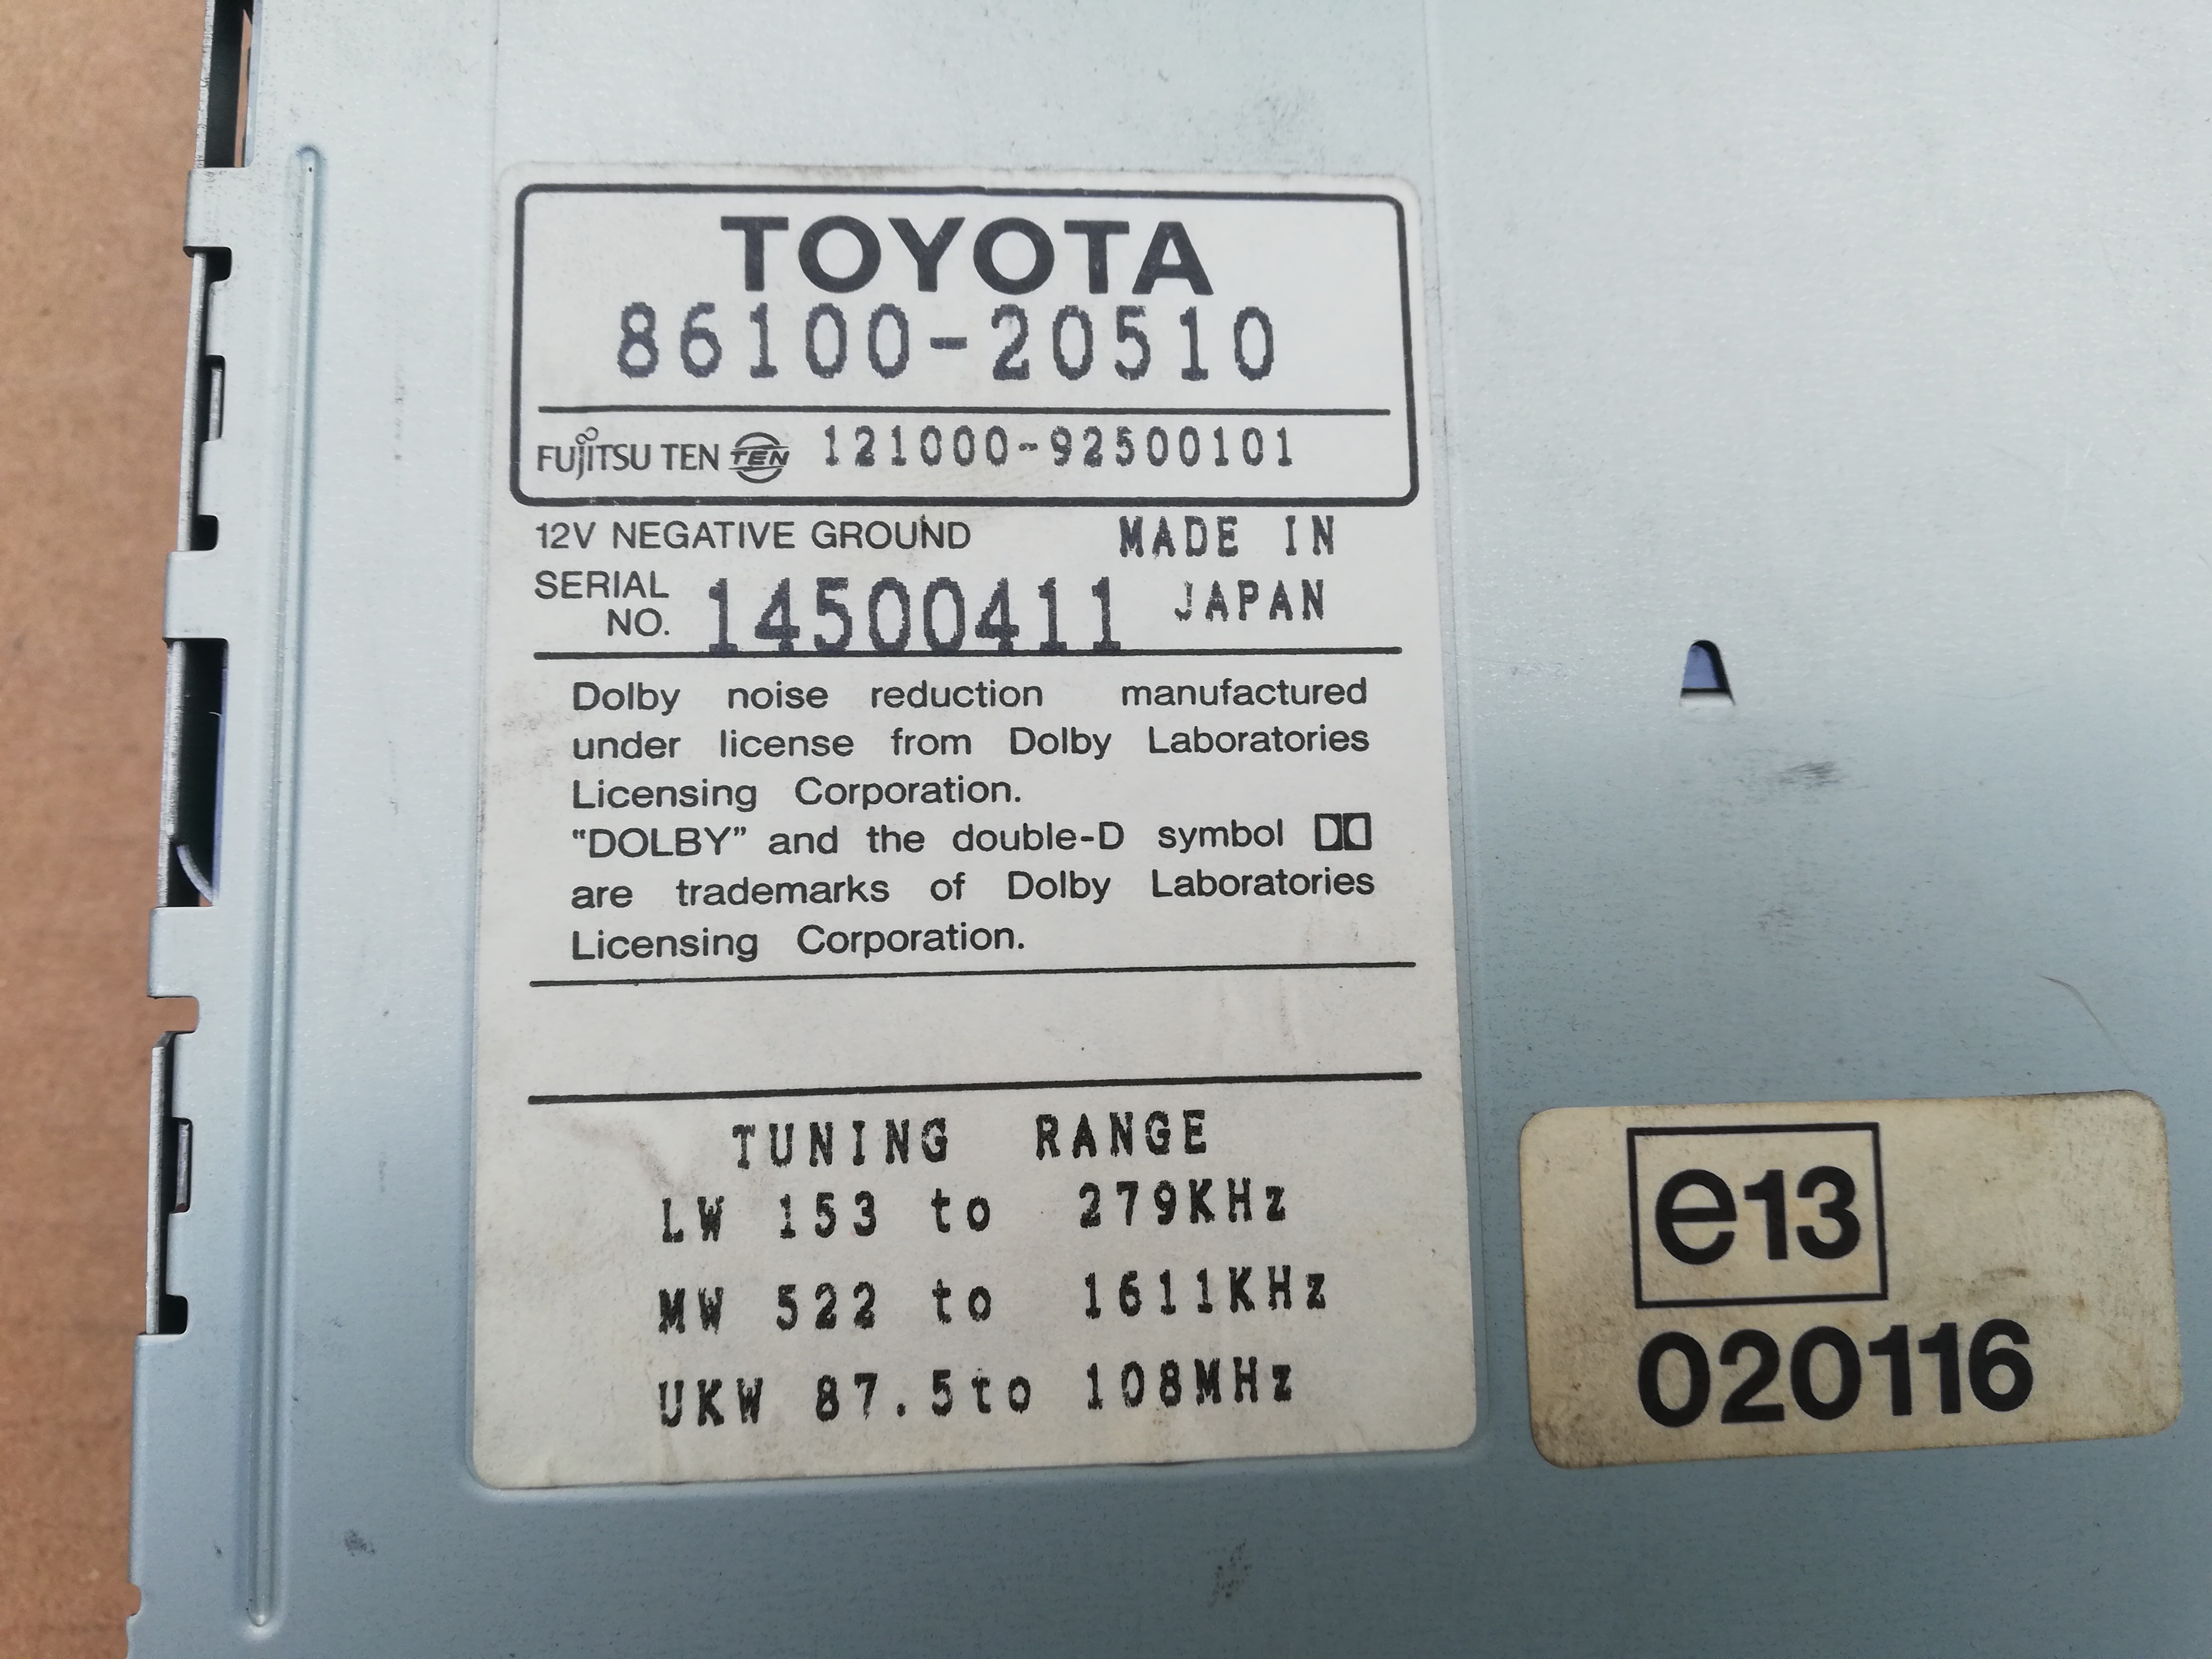 TOYOTA
86100-20510
FUJITSU TEN TEN 121000-92500101
12V NEGATIVE GROUND MADE IN
SERIAL NO. 14500411 JAPAN
Dolby noise reduction manufactured
under license from Dolby Laboratories
Licensing Corporation.
"DOLBY" and the double-D symbol
are trademarks of Dolby Laboratories
Licensing Corporation.
TUNING RANGE
LW 153 to 279KHz
MW 522 to 1611KHz
UKW 87.5to 108MHz
e13
020116